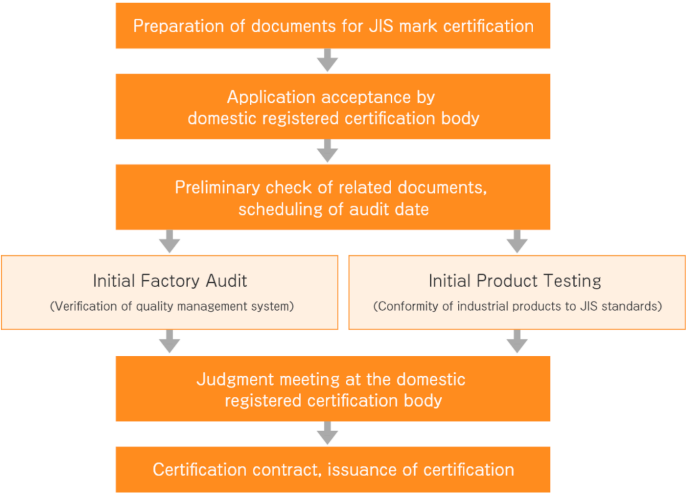 Preparation of documents for JIS mark certification
Application acceptance by
domestic registered certification body
Preliminary check of related documents,
scheduling of audit date
Initial Factory Audit
(Verification of quality management system)
Initial Product Testing
(Conformity of industrial products to JIS standards)
Judgment meeting at the domestic
registered certification body
Certification contract, issuance of certification